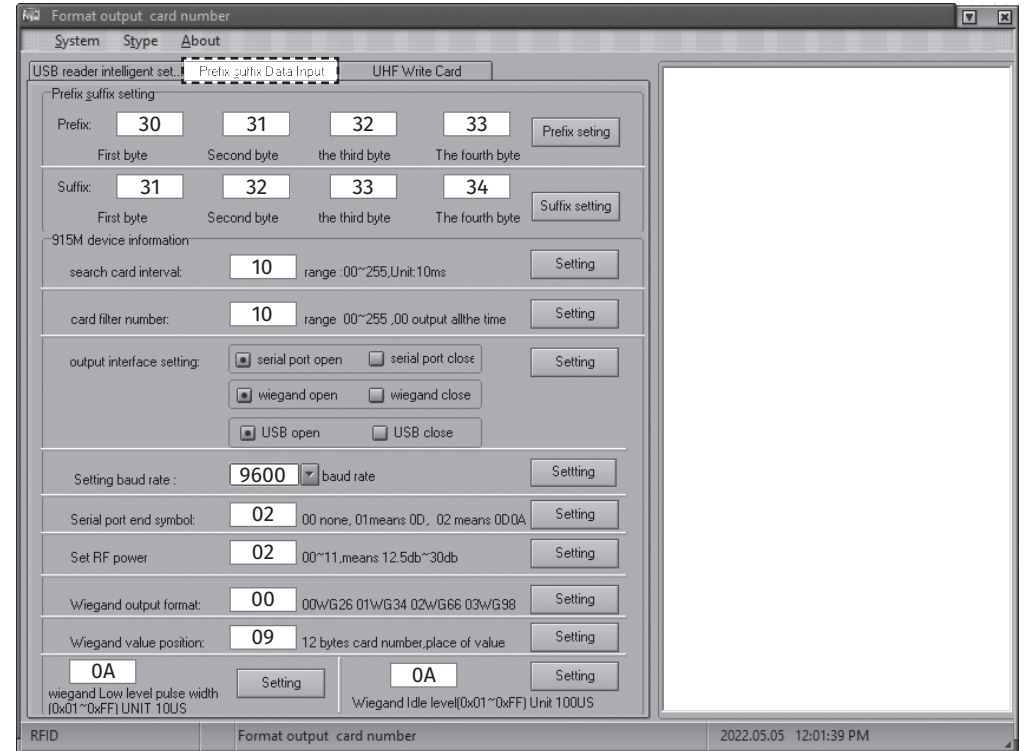 Format output card number
System Stype About
USB reader intelligent set... Prefix suffix Data Input UHF Write Card
Prefix suffix setting
Prefix: 30 31 32 33 Prefix seting
First byte Second byte the third byte The fourth byte
Suffix: 31 32 33 34 Suffix setting
First byte Second byte the third byte The fourth byte
915M device information
search card interval: 10 range :00~255,Unit:10ms Setting
card filter number: 10 range 00~255 ,00 output allthe time Setting
output interface setting: serial port open serial port close Setting
wiegand open wiegand close
USB open USB close
Setting baud rate : 9600 baud rate Settting
Serial port end symbol: 02 00 none, 01means 0D, 02 means 0D0A Setting
Set RF power 02 00~11,means 12.5db~30db Setting
Wiegand output format: 00 00WG26 01WG34 02WG66 03WG98 Setting
Wiegand value position: 09 12 bytes card number,place of value Setting
0A Setting 0A Setting
wiegand Low level pulse width
(0x01~0xFF) UNIT 10US Wiegand Idle level(0x01~0xFF) Unit 100US
RFID Format output card number 2022.05.05 12:01:39 PM